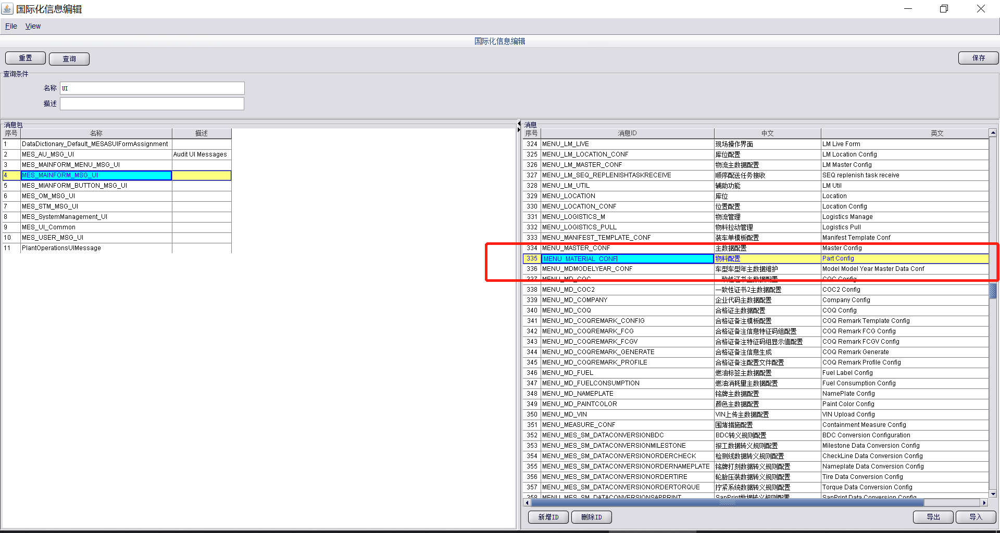 国际化信息编辑
File View
国际化信息编辑
重置 查询 保存
查询条件
名称 UI
描述
消息包
序号 名称 描述
1 DataDictionary_Default_MESASUIFormAssignment
2 MES_AU_MSG_UI Audit UI Messages
3 MES_MAINFORM_MENU_MSG_UI
4 MES_MAINFORM_MSG_UI
5 MES_MIANFORM_BUTTON_MSG_UI
6 MES_OM_MSG_UI
7 MES_STM_MSG_UI
8 MES_SystemManagement_UI
9 MES_UI_Common
10 MES_USER_MSG_UI
11 PlantOperationsUIMessage
消息
序号 消息ID 中文 英文
324 MENU_LM_LIVE 现场操作界面 LM Live Form
325 MENU_LM_LOCATION_CONF 库位配置 LM Location Config
326 MENU_LM_MASTER_CONF 物流主数据配置 LM Master Config
327 MENU_LM_SEQ_REPLENISHTASKRECEIVE 顺序配送任务接收 SEQ replenish task receive
328 MENU_LM_UTIL 辅助功能 LM Util
329 MENU_LOCATION 库位 Location
330 MENU_LOCATION_CONF 位置配置 Location Config
331 MENU_LOGISTICS_M 物流管理 Logistics Manage
332 MENU_LOGISTICS_PULL 物料拉动管理 Logistics Pull
333 MENU_MANIFEST_TEMPLATE_CONF 装车单模板配置 Manifest Template Conf
334 MENU_MASTER_CONF 主数据配置 Master Config
335 MENU_MATERIAL_CONF 物料配置 Part Config
336 MENU_MDMODELYEAR_CONF 车型车型年主数据维护 Model Model Year Master Data Conf
337 MENU_MD_COC 一致性证书主数据配置 COC Config
338 MENU_MD_COC2 一致性证书2主数据配置 COC2 Config
339 MENU_MD_COMPANY 企业代码主数据配置 Company Config
340 MENU_MD_COQ 合格证主数据配置 COQ Config
341 MENU_MD_COQREMARK_CONFIG 合格证备注模板配置 COQ Remark Template Config
342 MENU_MD_COQREMARK_FCG 合格证备注信息特征码组配置 COQ Remark FCG Config
343 MENU_MD_COQREMARK_FCGV 合格证备注特征码组显示值配置 COQ Remark FCGV Config
344 MENU_MD_COQREMARK_GENERATE 合格证备注信息生成 COQ Remark Generate
345 MENU_MD_COQREMARK_PROFILE 合格证备注配置文件配置 COQ Remark Profile Config
346 MENU_MD_FUEL 燃油标签主数据配置 Fuel Label Config
347 MENU_MD_FUELCONSUMPTION 燃油消耗量主数据配置 Fuel Consumption Config
348 MENU_MD_NAMEPLATE 铭牌主数据配置 NamePlate Config
349 MENU_MD_PAINTCOLOR 颜色主数据配置 Paint Color Config
350 MENU_MD_VIN VIN上传主数据配置 VIN Upload Config
351 MENU_MEASURE_CONF 围堵措施配置 Containment Measure Config
352 MENU_MES_SM_DATACONVERSIONBDC BDC转义规则配置 BDC Conversion Configuration
353 MENU_MES_SM_DATACONVERSIONMILESTONE 报工数据转义规则配置 Milestone Data Conversion Config
354 MENU_MES_SM_DATACONVERSIONORDERCHECK 检测线数据转义规则配置 CheckLine Data Conversion Config
355 MENU_MES_SM_DATACONVERSIONORDERNAMEPLATE 铭牌打刻数据转义规则配置 Nameplate Data Conversion Config
356 MENU_MES_SM_DATACONVERSIONORDERTIRE 轮胎压装数据转义规则配置 Tire Data Conversion Config
357 MENU_MES_SM_DATACONVERSIONORDERTORQUE 拧紧系统数据转义规则配置 Torque Data Conversion Config
358 MENU_MES_SM_DATACONVERSIONSAPPRINT SapPrint数据转义规则配置 SapPrint Data Conversion Config
新增ID 删除ID 导出 导入